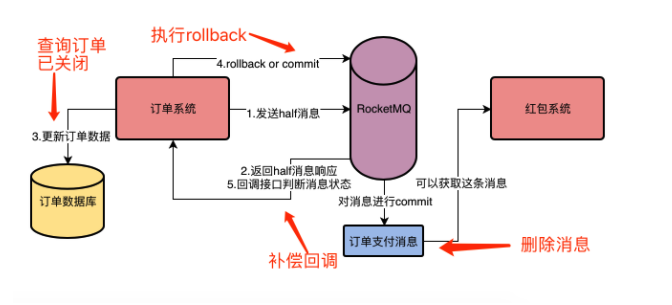 执行rollback
查询订单
已关闭
4.rollback or commit
订单系统
1.发送half消息
RocketMQ
红包系统
3.更新订单数据
2.返回half消息响应
5.回调接口判断消息状态
可以获取这条消息
订单数据库
对消息进行commit
订单支付消息
删除消息
补偿回调